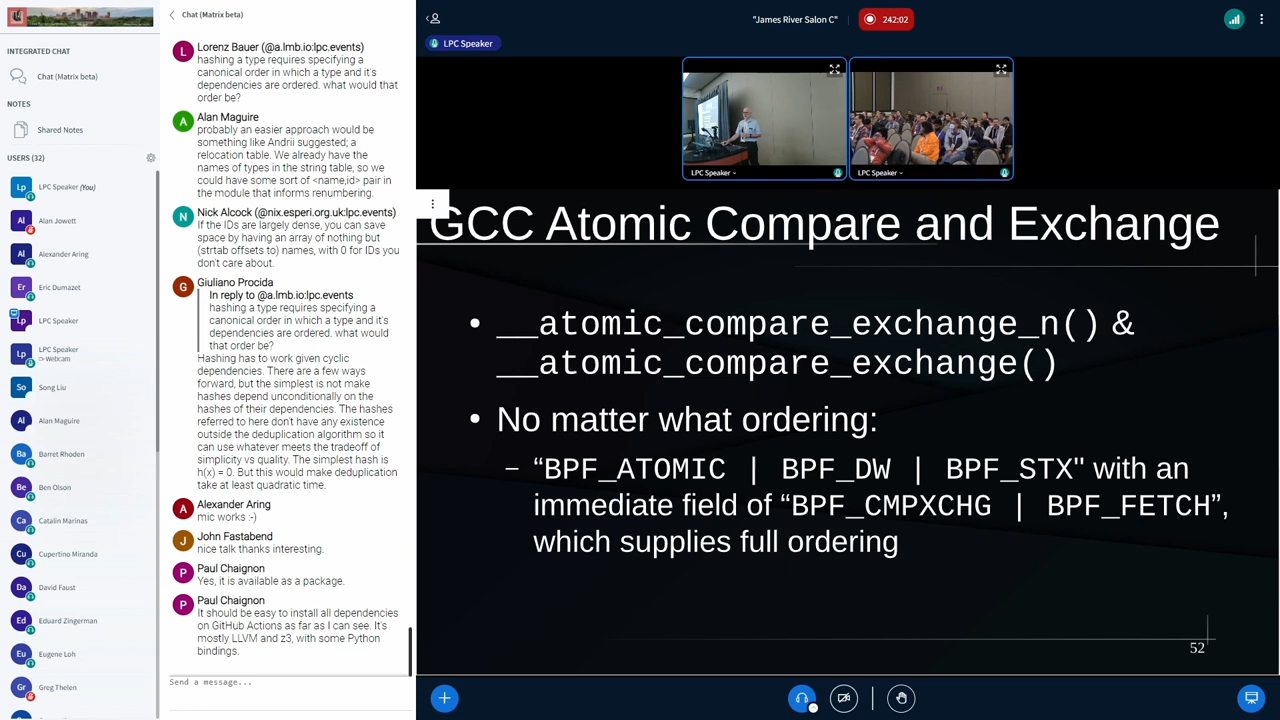 INTEGRATED CHAT
Chat (Matrix beta)
NOTES
Shared Notes
USERS (32)
Lp LPC Speaker (You)
Al Alan Jowett
Al Alexander Aring
Er Eric Dumazet
Lp LPC Speaker
Lp LPC Speaker
Webcam
So Song Liu
Al Alan Maguire
Ba Barret Rhoden
Be Ben Olson
Ca Catalin Marinas
Cu Cupertino Miranda
Da David Faust
Ed Eduard Zingerman
Eu Eugene Loh
Gr Greg Thelen
Chat (Matrix beta)
L Lorenz Bauer (@a.lmb.io:lpc.events)
hashing a type requires specifying a
canonical order in which a type and it's
dependencies are ordered. what would that
order be?
A Alan Maguire
probably an easier approach would be
something like Andrii suggested; a
relocation table. We already have the
names of types in the string table, so we
could have some sort of <name,id> pair in
the module that informs renumbering.
N Nick Alcock (@nix.esperi.org.uk:lpc.events)
If the IDs are largely dense, you can save
space by having an array of nothing but
(strtab offsets to) names, with 0 for IDs you
don't care about.
G Giuliano Procida
In reply to @a.lmb.io:lpc.events
hashing a type requires specifying a
canonical order in which a type and it's
dependencies are ordered. what would
that order be?
Hashing has to work given cyclic
dependencies. There are a few ways
forward, but the simplest is not make
hashes depend unconditionally on the
hashes of their dependencies. The hashes
referred to here don't have any existence
outside the deduplication algorithm so it
can use whatever meets the tradeoff of
simplicity vs quality. The simplest hash is
h(x) = 0. But this would make deduplication
take at least quadratic time.
A Alexander Aring
mic works :-)
J John Fastabend
nice talk thanks interesting.
P Paul Chaignon
Yes, it is available as a package.
P Paul Chaignon
It should be easy to install all dependencies
on GitHub Actions as far as I can see. It's
mostly LLVM and z3, with some Python
bindings.
Send a message...
"James River Salon C"
242:02
LPC Speaker
LPC Speaker
LPC Speaker
GCC Atomic Compare and Exchange
• __atomic_compare_exchange_n() &
__atomic_compare_exchange()
• No matter what ordering:
– “BPF_ATOMIC | BPF_DW | BPF_STX" with an
immediate field of “BPF_CMPXCHG | BPF_FETCH”,
which supplies full ordering
52